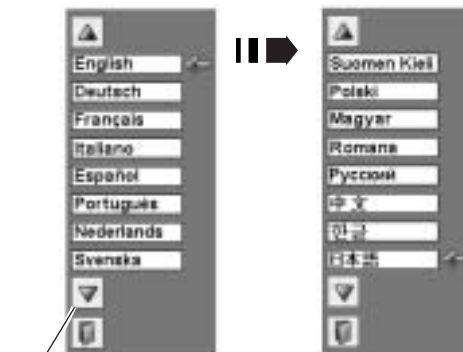 English
Deutsch
Français
Italiano
Español
Português
Nederlands
Svenska
Suomen Kieli
Polski
Magyar
Romana
Русский
中文
한글
日本語